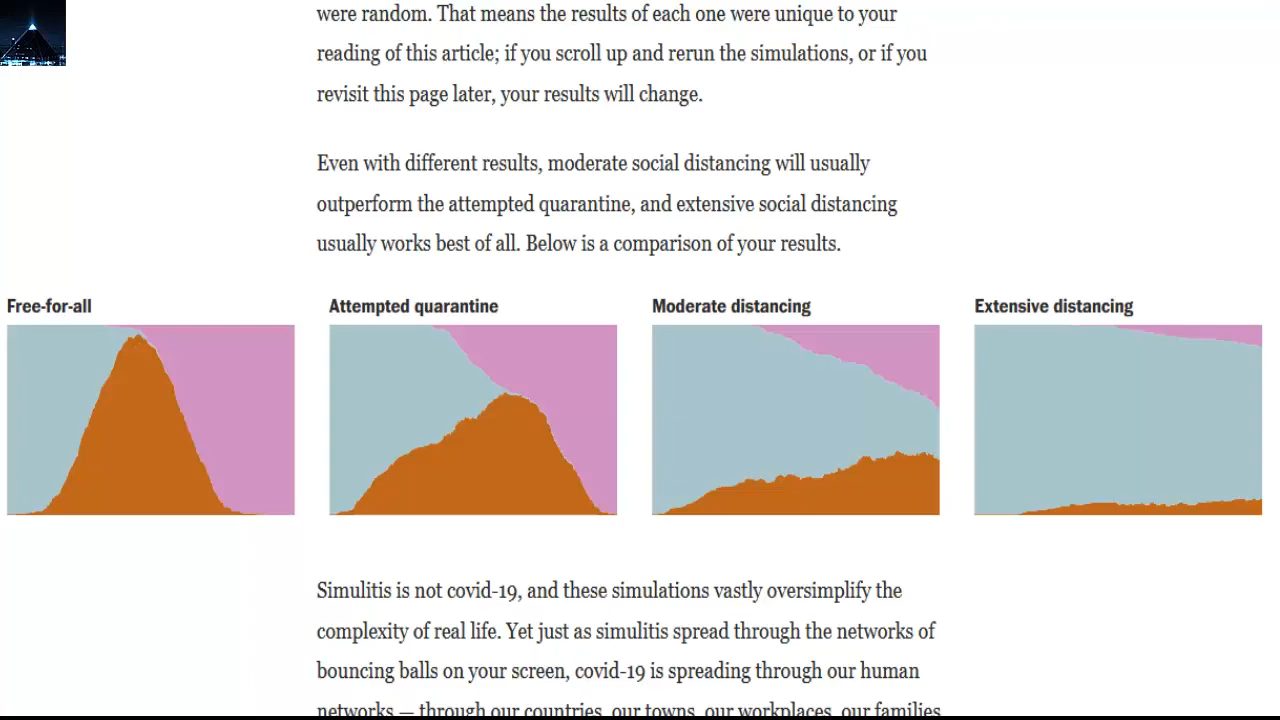 were random. That means the results of each one were unique to your
reading of this article; if you scroll up and rerun the simulations, or if you
revisit this page later, your results will change.
Even with different results, moderate social distancing will usually
outperform the attempted quarantine, and extensive social distancing
usually works best of all. Below is a comparison of your results.
Free-for-all
Attempted quarantine
Moderate distancing
Extensive distancing
Simulitis is not covid-19, and these simulations vastly oversimplify the
complexity of real life. Yet just as simulitis spread through the networks of
bouncing balls on your screen, covid-19 is spreading through our human
networks — through our countries, our towns, our workplaces, our families